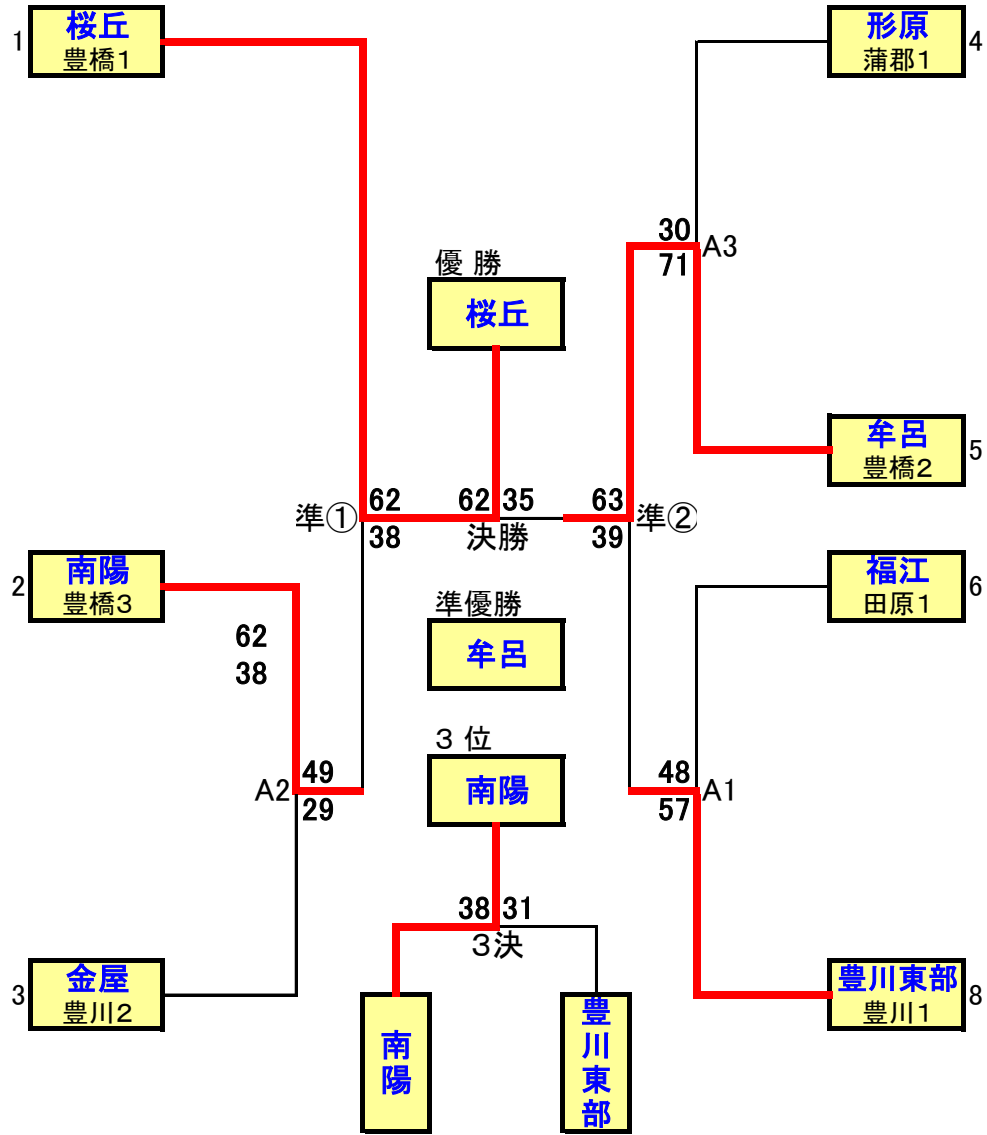 1
桜丘
豊橋1
形原
蒲郡1
4
30
A3
71
優 勝
桜丘
牟呂
豊橋2
5
62
62
35
63
準①
準②
38
決勝
39
2
南陽
豊橋3
福江
田原1
6
62
38
準優勝
牟呂
3 位
49
48
A2
南陽
A1
29
57
38
31
3決
3
金屋
豊川2
豊川東部
豊川1
8
南陽
豊川東部